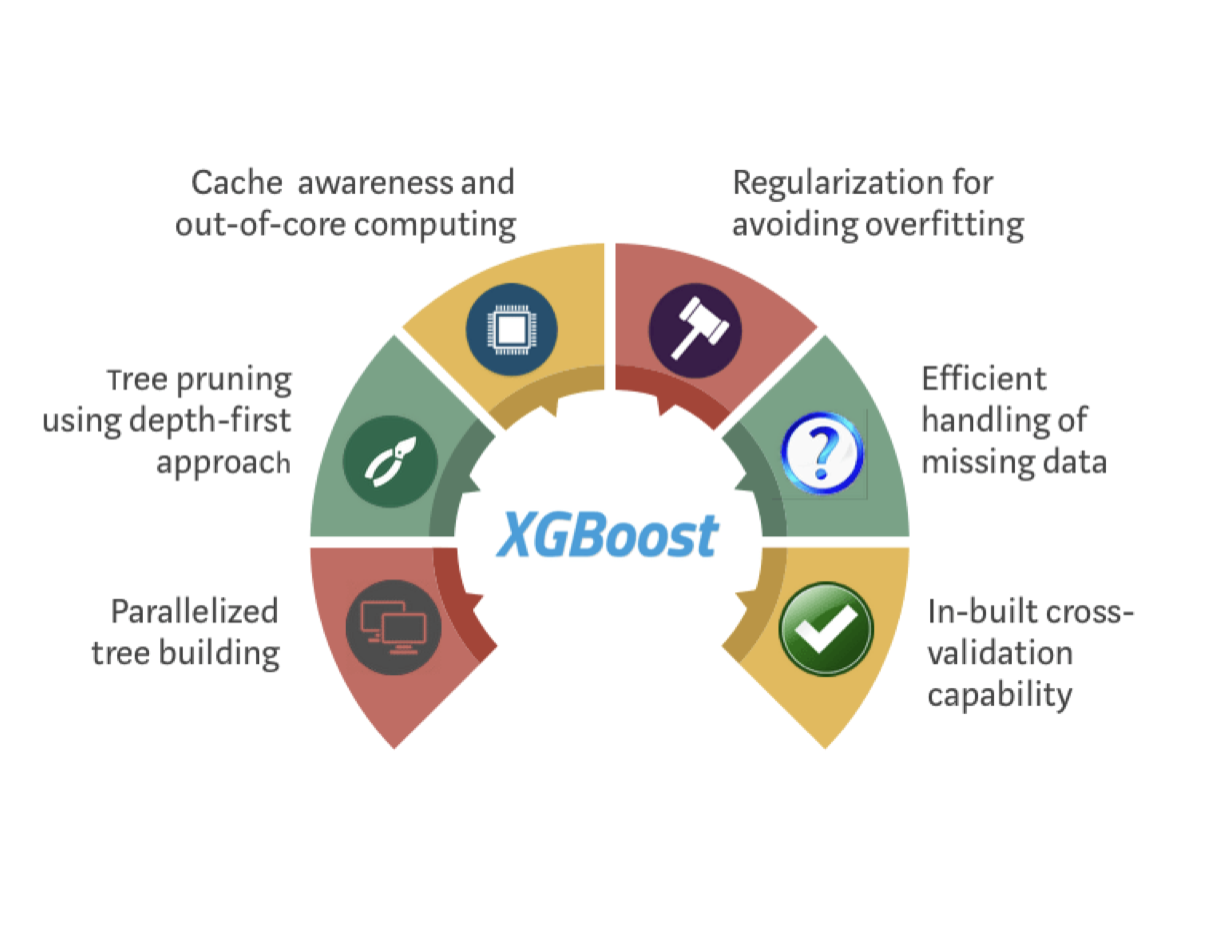 Cache awareness and
out-of-core computing
Regularization for
avoiding overfitting
Tree pruning
using depth-first
approach
Efficient
handling of
missing data
XGBoost
Parallelized
tree building
In-built cross-
validation
capability